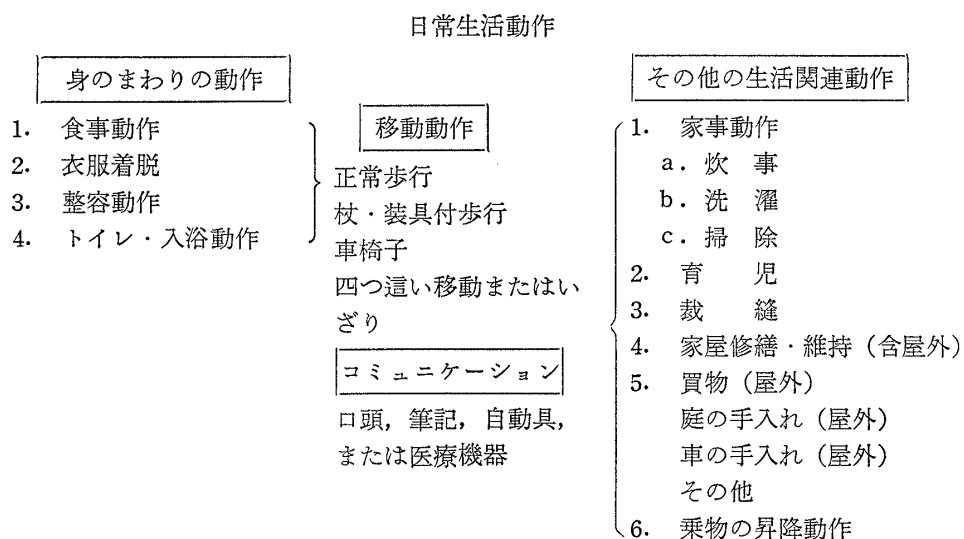 日常生活動作
身のまわりの動作
1. 食事動作
2. 衣服着脱
3. 整容動作
4. トイレ・入浴動作
移動動作
正常歩行
杖・装具付歩行
車椅子
四つ這い移動またはい
ざり
コミュニケーション
口頭，筆記，自動具，
または医療機器
その他の生活関連動作
1. 家事動作
a. 炊 事
b. 洗 濯
c. 掃 除
2. 育 児
3. 裁 縫
4. 家屋修繕・維持（含屋外）
5. 買物（屋外）
庭の手入れ（屋外）
車の手入れ（屋外）
その他
6. 乗物の昇降動作